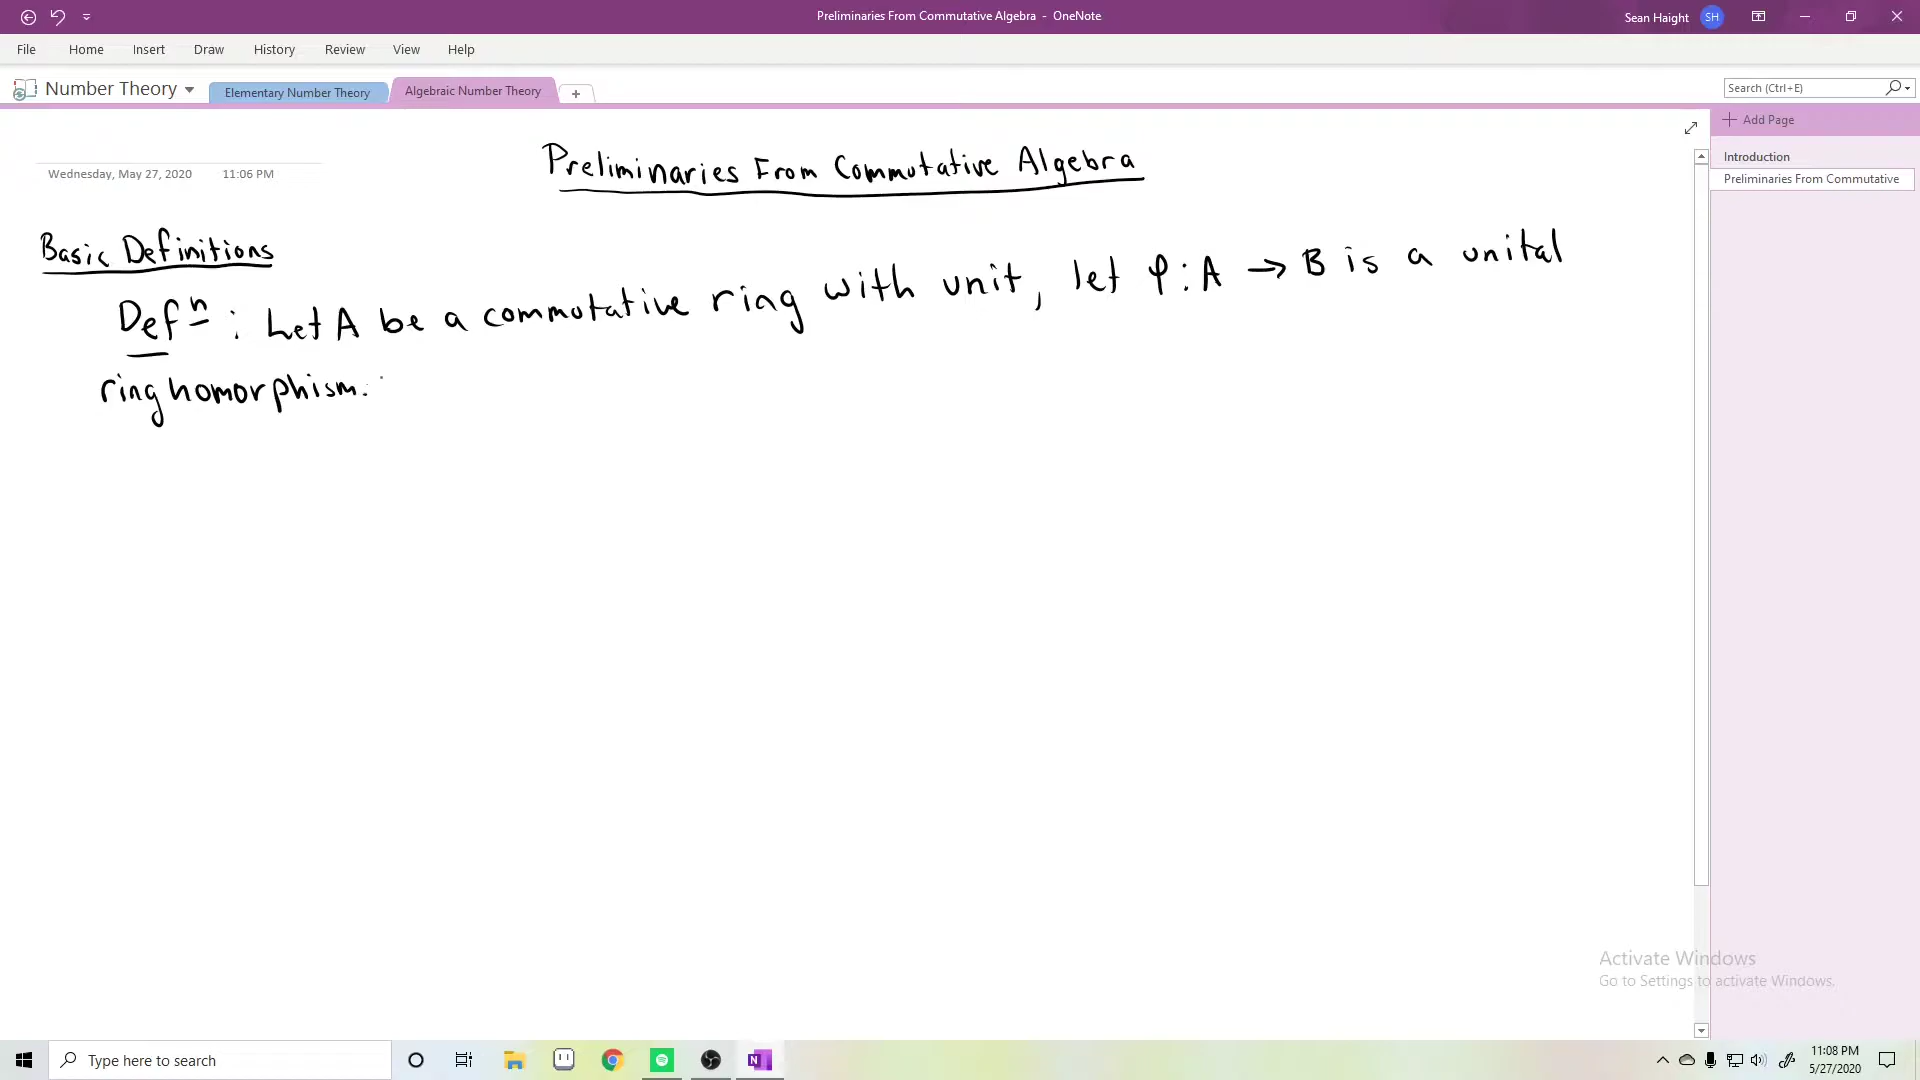 Preliminaries From Commutative Algebra - OneNote
Sean Haight SH
File Home Insert Draw History Review View Help
Number Theory Elementary Number Theory Algebraic Number Theory +
Search (Ctrl+E)
Add Page
Introduction
Preliminaries From Commutative
Wednesday, May 27, 2020 11:06 PM
Preliminaries From Commutative Algebra
Basic Definitions
Defn: Let A be a commutative ring with unit, let φ: A → B is a unital
ring homorphism.
Activate Windows
Go to Settings to activate Windows.
Type here to search
11:08 PM
5/27/2020